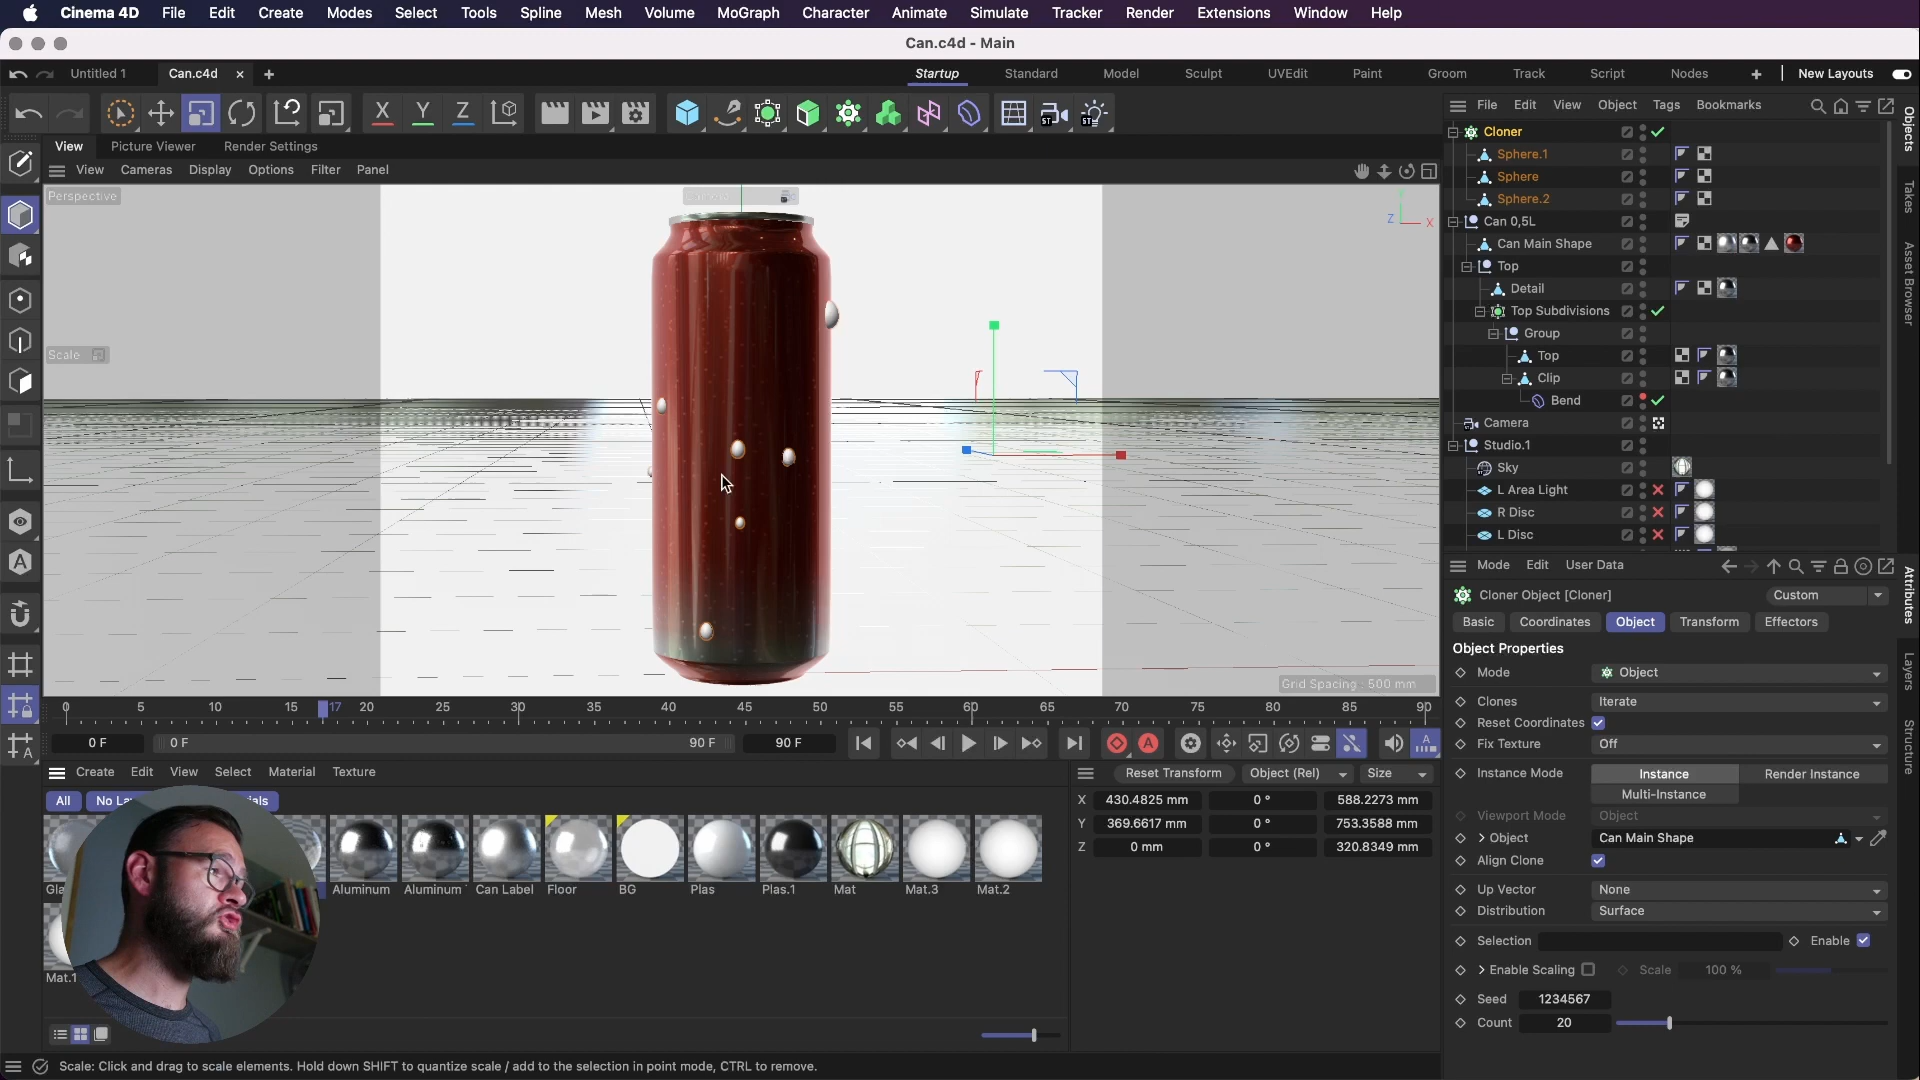 Cinema 4D File Edit Create Modes Select Tools Spline Mesh Volume MoGraph Character Animate Simulate Tracker Render Extensions Window Help
Can.c4d - Main
Untitled 1 Can.c4d Startup Standard Model Sculpt UVEdit Paint Groom Track Script Nodes New Layouts
X Y Z
File Edit View Object Tags Bookmarks
View Picture Viewer Render Settings
View Cameras Display Options Filter Panel
Perspective
Z X
Scale
Grid Spacing : 500 mm
Cloner
Sphere.1
Sphere
Sphere.2
Can 0,5L
Can Main Shape
Top
Detail
Top Subdivisions
Group
Top
Clip
Bend
Camera
Studio.1
Sky
L Area Light
R Disc
L Disc
Objects
Takes
Asset Browser
Attributes
Layers
Structure
Mode Edit User Data
Cloner Object [Cloner] Custom
Basic Coordinates Object Transform Effectors
Object Properties
Mode Object
Clones Iterate
Reset Coordinates
Fix Texture Off
Instance Mode Instance Render Instance
Multi-Instance
Viewport Mode Object
Object Can Main Shape
Align Clone
Up Vector None
Distribution Surface
Selection Enable
Enable Scaling Scale 100 %
Seed 1234567
Count 20
0 5 10 15 17 20 25 30 35 40 45 50 55 60 65 70 75 80 85 90
0 F 0 F 90 F 90 F
Create Edit View Select Material Texture
All
Aluminum Aluminum Can Label Floor BG Plas Plas.1 Mat Mat.3 Mat.2
Mat.1
Reset Transform Object (Rel) Size
X 430.4825 mm 0 ° 588.2273 mm
Y 369.6617 mm 0 ° 753.3588 mm
Z 0 mm 0 ° 320.8349 mm
Scale: Click and drag to scale elements. Hold down SHIFT to quantize scale / add to the selection in point mode, CTRL to remove.